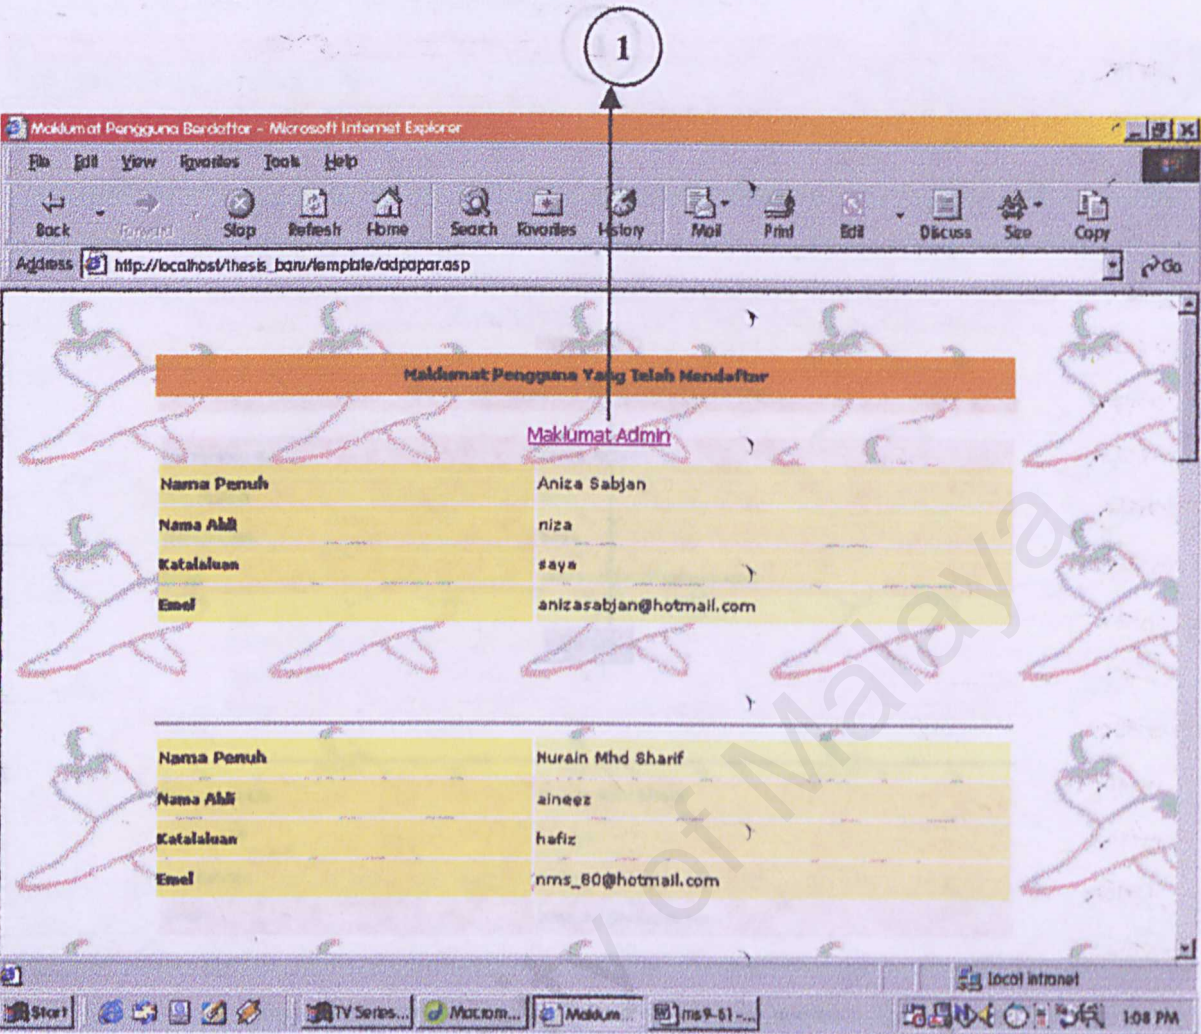 1
Maklumat Pengguna Berdaftar - Microsoft Internet Explorer
File Edit View Favorites Tools Help
Back Forward Stop Refresh Home Search Favorites History Mail Print Edit Discuss Size Copy
Address http://localhost/thesis_baru/template/adpapar.asp Go
Maklumat Pengguna Yang Telah Mendaftar
Maklumat Admin
Nama Penuh Aniza Sabjan
Nama Ahli niza
Katalaluan saya
Emel anizasabjan@hotmail.com
Nama Penuh Nurain Mhd Sharif
Nama Ahli aineez
Katalaluan hafiz
Emel nms_80@hotmail.com
of Malaya
Local intranet
Start TV Series... Macrom... Maklum... ms9-61-... 1:08 PM